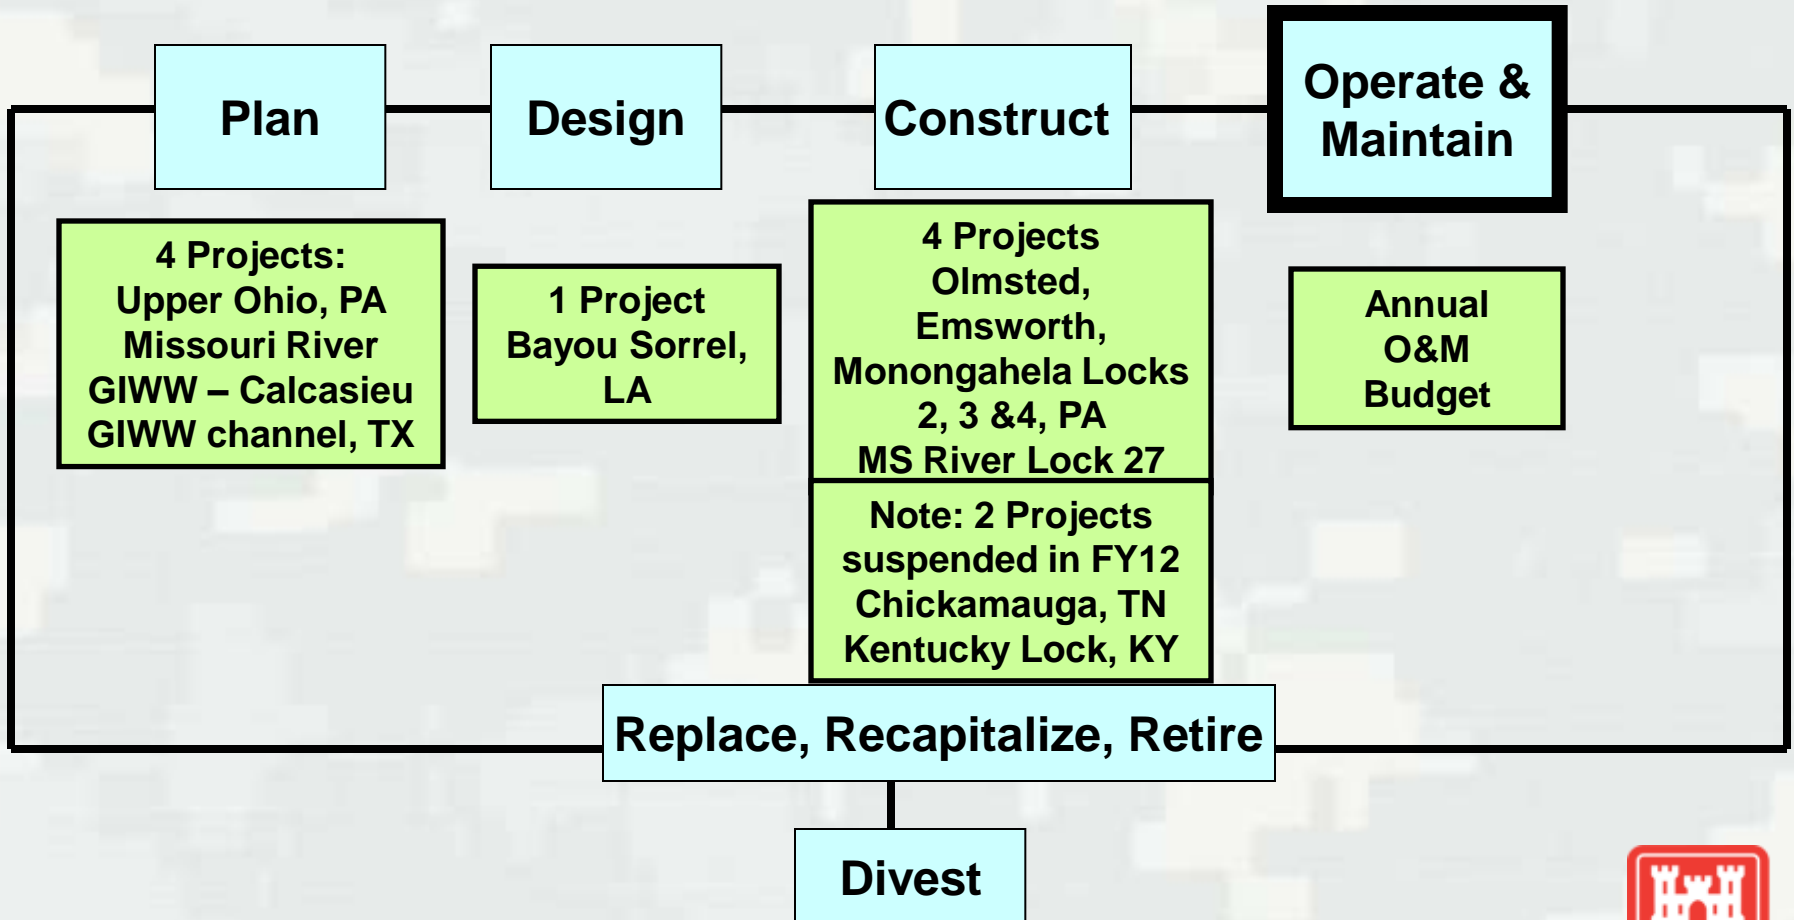 Plan
Design
Construct
Operate &
Maintain
4 Projects:
Upper Ohio, PA
Missouri River
GIWW – Calcasieu
GIWW channel, TX
1 Project
Bayou Sorrel,
LA
4 Projects
Olmsted,
Emsworth,
Monongahela Locks
2, 3 &4, PA
MS River Lock 27
Note: 2 Projects
suspended in FY12
Chickamauga, TN
Kentucky Lock, KY
Annual
O&M
Budget
Replace, Recapitalize, Retire
Divest